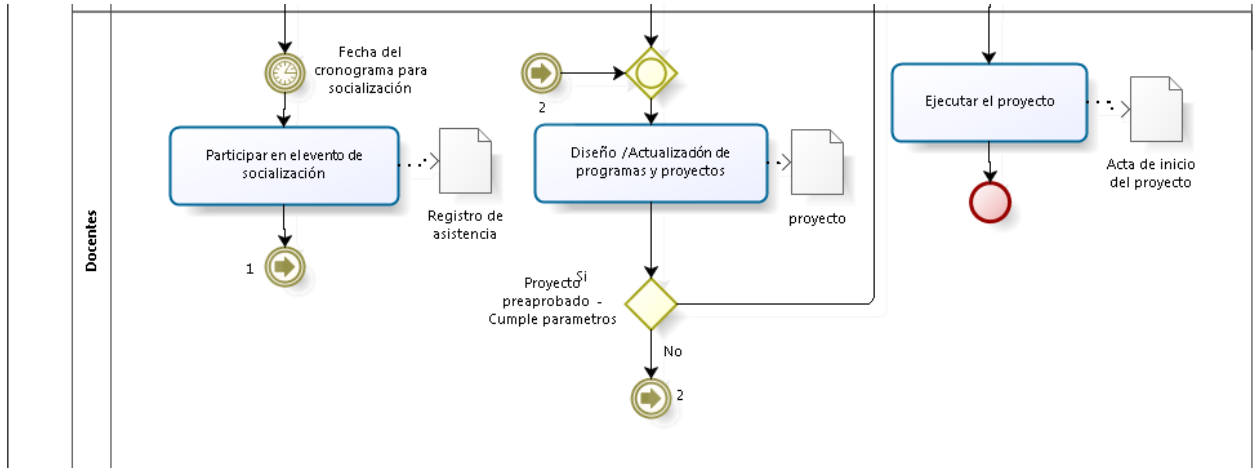 Docentes
Fecha del
cronograma para
socialización
Participar en el evento de
socialización
Registro de
asistencia
1
2
Diseño /Actualización de
programas y proyectos
proyecto
Si
Proyecto
preaprobado -
Cumple parametros
No
2
Ejecutar el proyecto
Acta de inicio
del proyecto